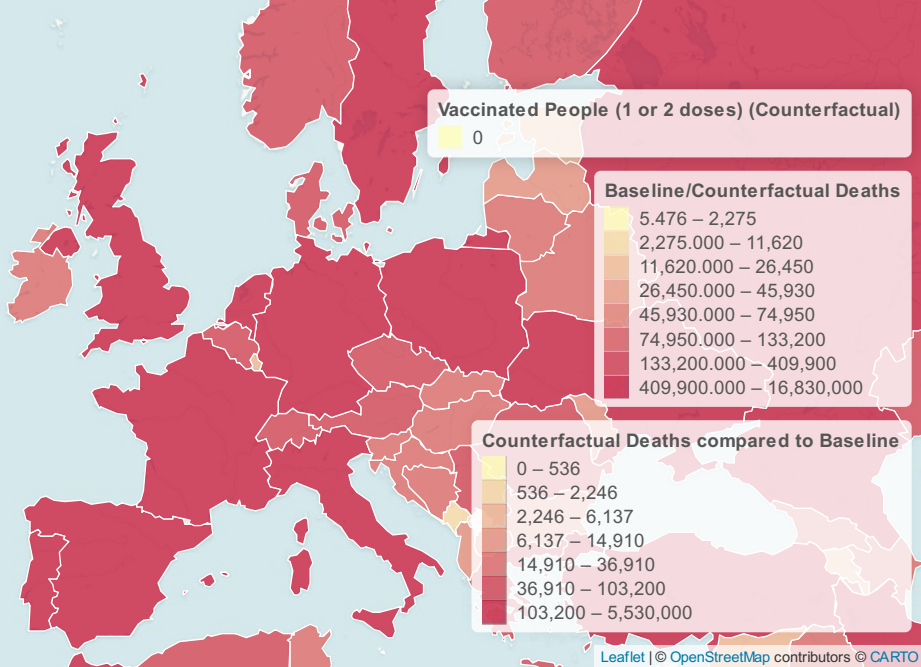 Vaccinated People (1 or 2 doses) (Counterfactual)
0
Baseline/Counterfactual Deaths
5.476 – 2,275
2,275.000 – 11,620
11,620.000 – 26,450
26,450.000 – 45,930
45,930.000 – 74,950
74,950.000 – 133,200
133,200.000 – 409,900
409,900.000 – 16,830,000
Counterfactual Deaths compared to Baseline
0 – 536
536 – 2,246
2,246 – 6,137
6,137 – 14,910
14,910 – 36,910
36,910 – 103,200
103,200 – 5,530,000
Leaflet | © OpenStreetMap contributors © CARTO